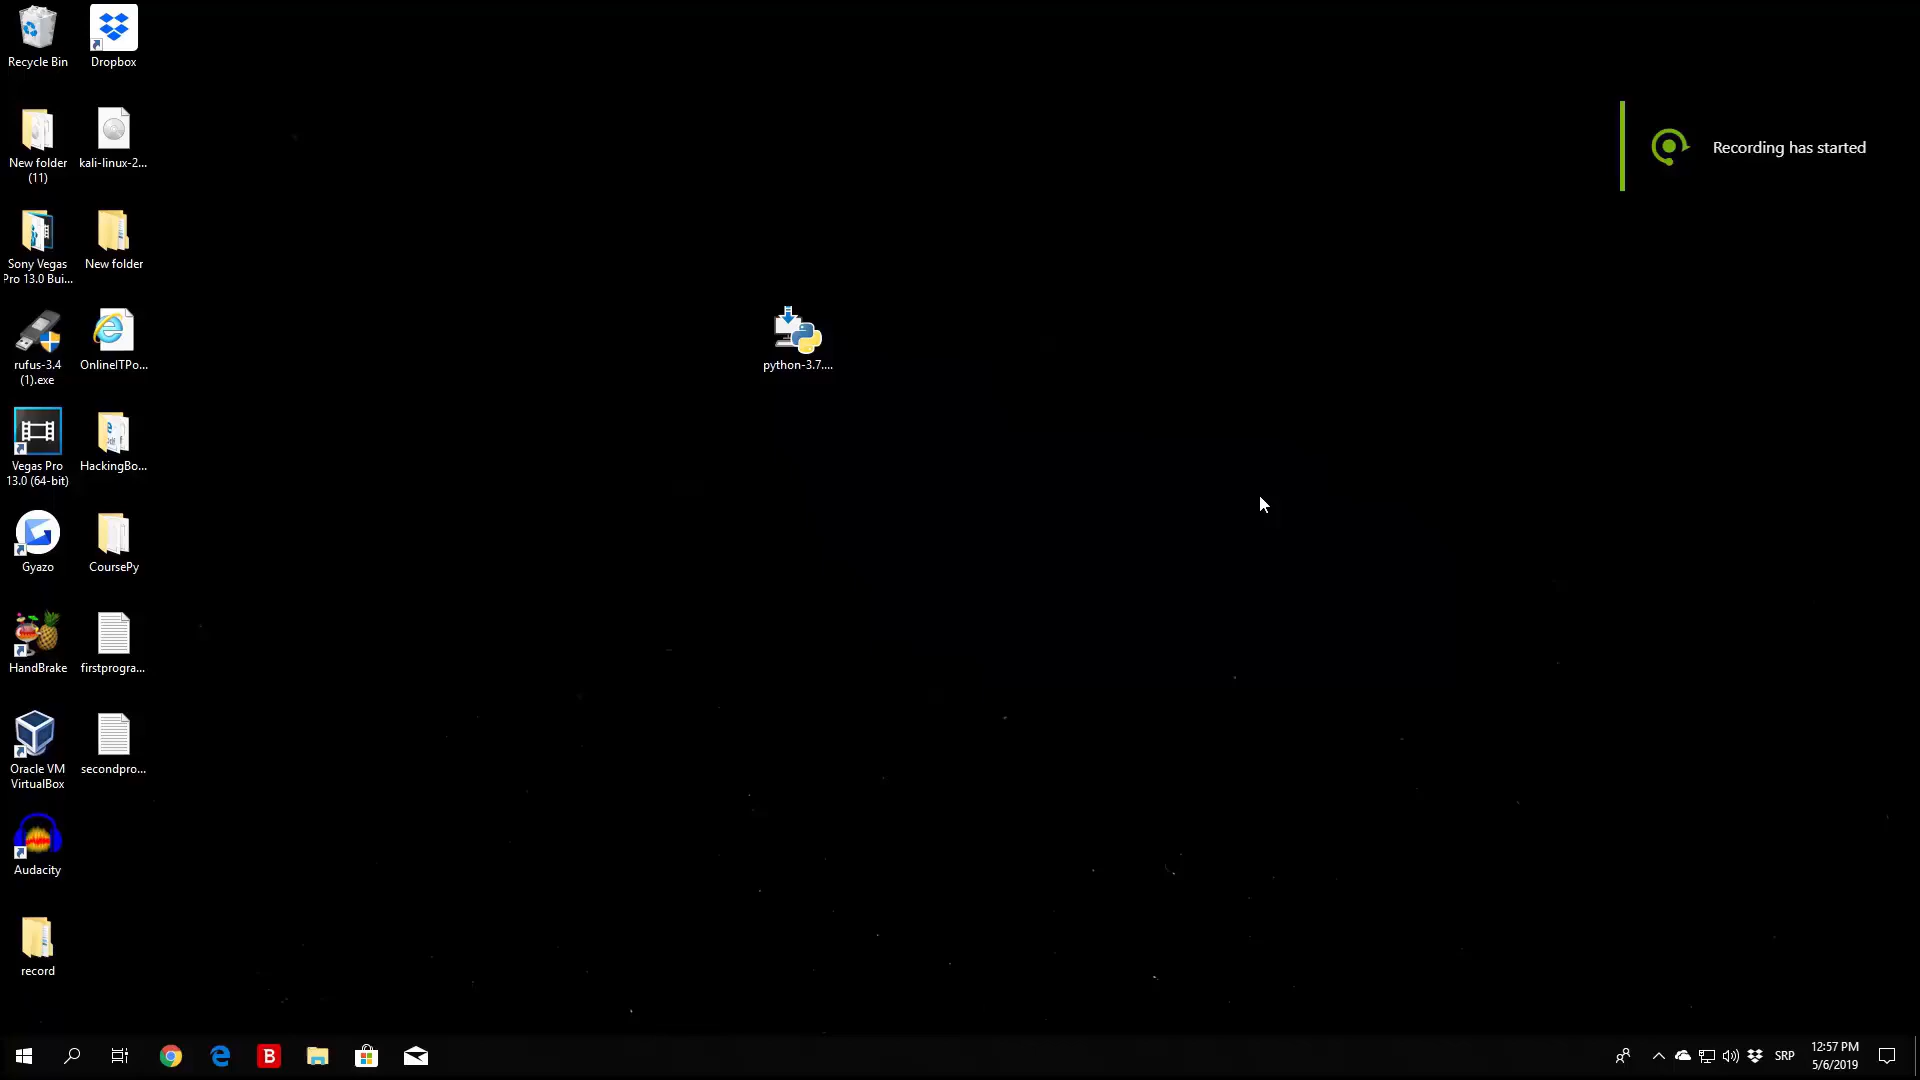 Recycle Bin
Dropbox
New folder
(11)
kali-linux-2...
Sony Vegas
Pro 13.0 Bui...
New folder
rufus-3.4
(1).exe
OnlineITPo...
python-3.7....
Vegas Pro
13.0 (64-bit)
HackingBo...
Gyazo
CoursePy
HandBrake
firstprogra...
Oracle VM
VirtualBox
secondpro...
Audacity
record
Recording has started
B
SRP
12:57 PM
5/6/2019